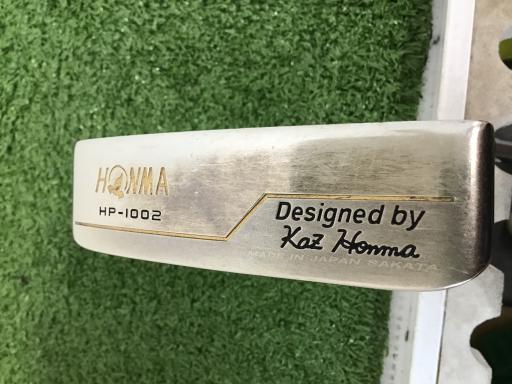 HONMA
HP-1002
Designed by
Kaz Honma
MADE IN JAPAN SAKATA